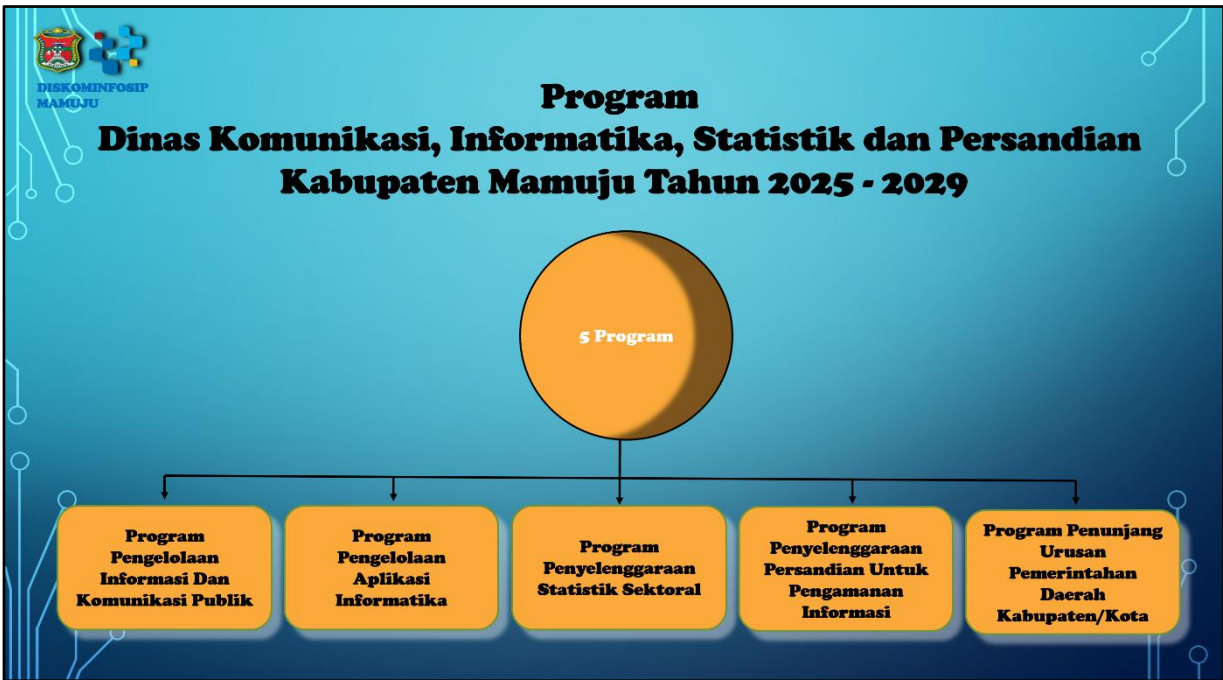 DISKOMINFOSIP
MAMUJU
Program
Dinas Komunikasi, Informatika, Statistik dan Persandian
Kabupaten Mamuju Tahun 2025 - 2029
5 Program
Program
Pengelolaan
Informasi Dan
Komunikasi Publik
Program
Pengelolaan
Aplikasi
Informatika
Program
Penyelenggaraan
Statistik Sektoral
Program
Penyelenggaraan
Persandian Untuk
Pengamanan
Informasi
Program Penunjang
Urusan
Pemerintahan
Daerah
Kabupaten/Kota